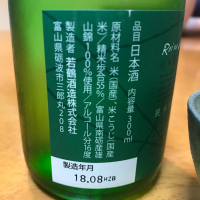 品目 日本酒 内容量 300ml
原材料名 米(国産)、米こうじ(国産
米)/精米歩合55%/富山県南砺産雄
山錦100%使用/アルコール分16度
製造者 若鶴酒造株式会社
富山県砺波市三郎丸208
製造年月
18.08 HZB